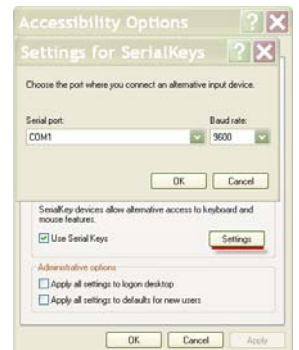 Accessibility Options
Settings for SerialKeys
Choose the port where you connect an alternative input device.
Serial port:
Baud rate:
COM1
9600
OK
Cancel
SerialKey devices allow alternative access to keyboard and
mouse features.
Use Serial Keys
Settings
Administrative options
Apply all settings to logon desktop
Apply all settings to defaults for new users
OK
Cancel
Apply